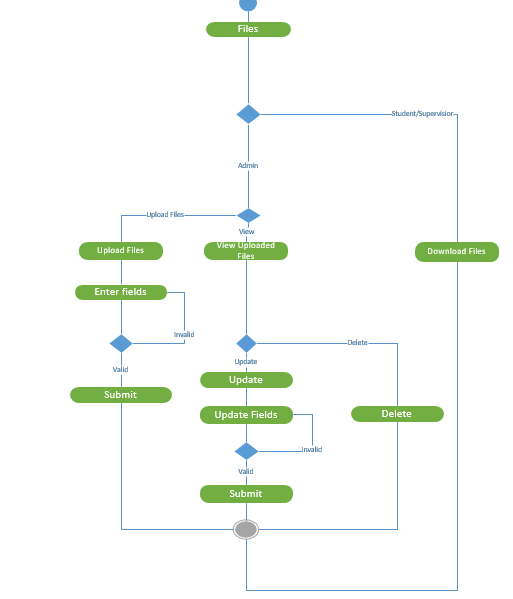 Files
Student/Supervisior
Admin
Upload Files
View
Upload Files
View Uploaded
Files
Download Files
Enter fields
Invalid
Delete
Valid
Update
Update
Submit
Update Fields
Delete
Invalid
Valid
Submit